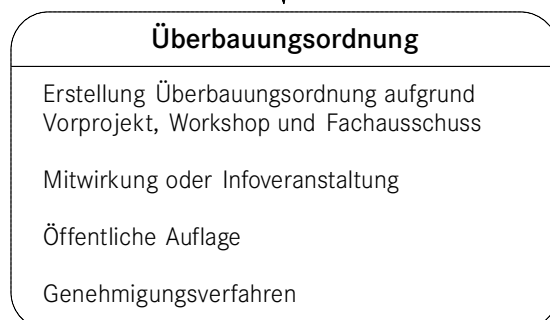 Überbauungsordnung
Erstellung Überbauungsordnung aufgrund
Vorprojekt, Workshop und Fachausschuss
Mitwirkung oder Infoveranstaltung
Öffentliche Auflage
Genehmigungsverfahren